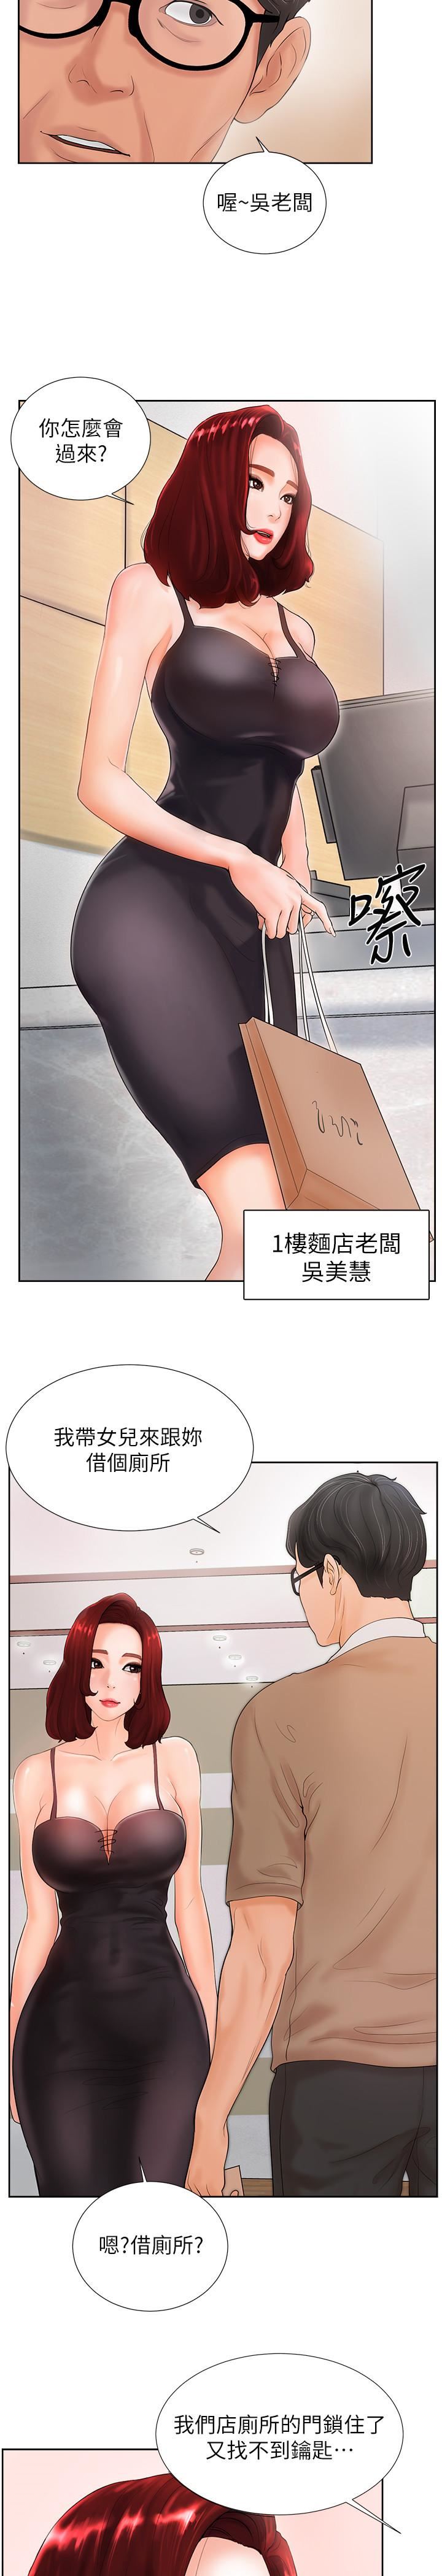 喔~吳老闆
你怎麼會
過來?
嚓
1樓麵店老闆
吳美慧
我帶女兒來跟妳
借個廁所
嗯?借廁所?
我們店廁所的門鎖住了
又找不到鑰匙…